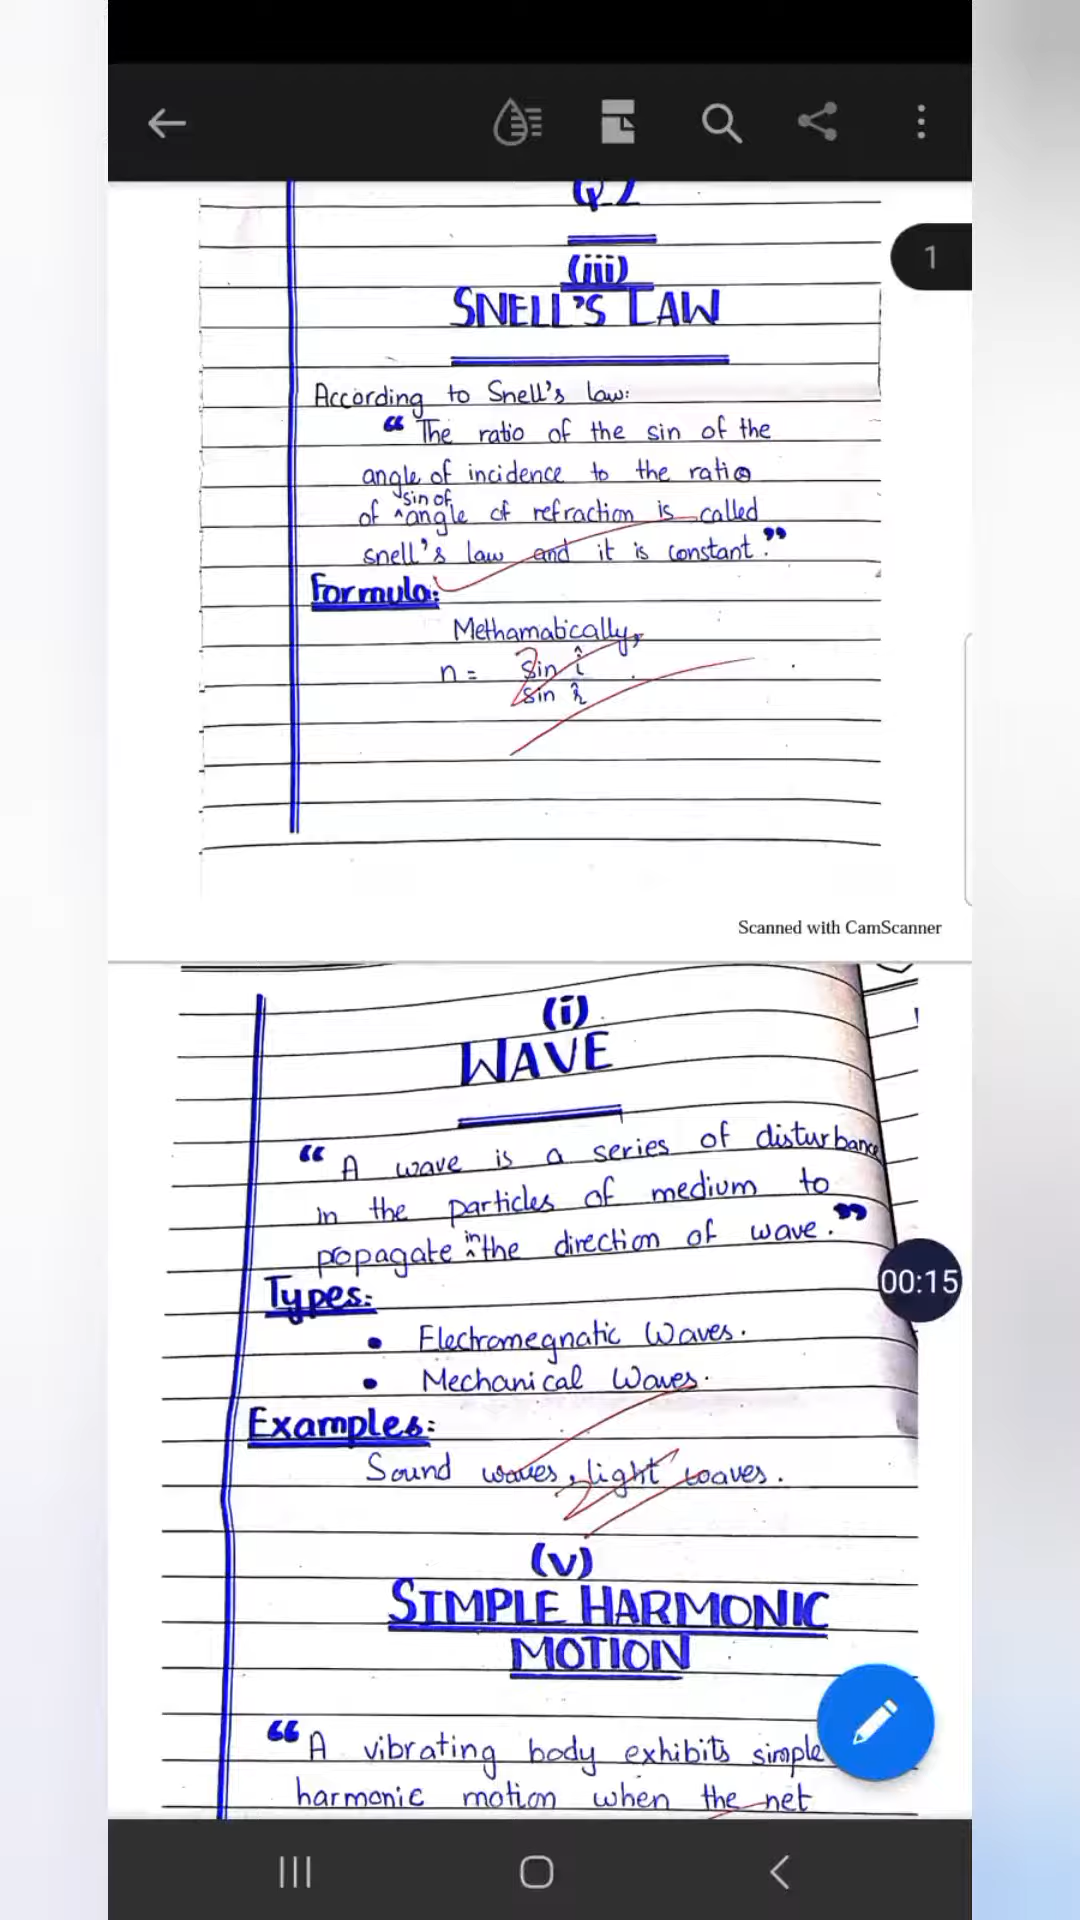 Q2
1
(iii)
SNELL'S LAW
According to Snell's law:
"The ratio of the sin of the
angle of incidence to the ratio
sin of
of ^angle of refraction is called
snell's law and it is constant."
Formula:
Methamatically,
n = Sin î
Sin r̂
2
Scanned with CamScanner
(i)
WAVE
"A wave is a series of disturbance
in the particles of medium to
propagate ^in the direction of wave."
00:15
Types:
• Electromegnatic Waves.
• Mechanical Waves.
Examples:
Sound waves, light waves.
2
(v)
SIMPLE HARMONIC
MOTION
"A vibrating body exhibits simple
harmonic motion when the net